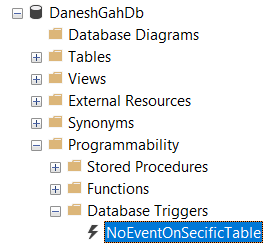 DaneshGahDb
Database Diagrams
Tables
Views
External Resources
Synonyms
Programmability
Stored Procedures
Functions
Database Triggers
NoEventOnSecificTable